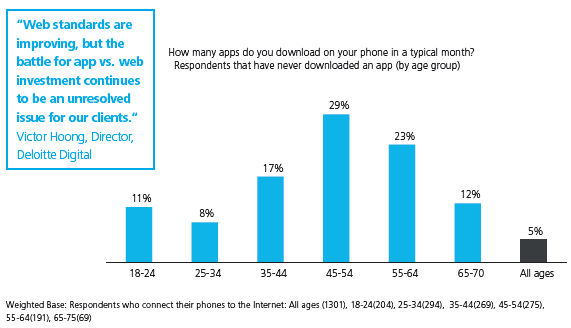 “Web standards are
improving, but the
battle for app vs. web
investment continues
to be an unresolved
issue for our clients.“
Victor Hoong, Director,
Deloitte Digital
How many apps do you download on your phone in a typical month?
Respondents that have never downloaded an app (by age group)
11%
8%
17%
29%
23%
12%
5%
18-24
25-34
35-44
45-54
55-64
65-70
All ages
Weighted Base: Respondents who connect their phones to the Internet: All ages (1301), 18-24(204), 25-34(294), 35-44(269), 45-54(275),
55-64(191), 65-75(69)